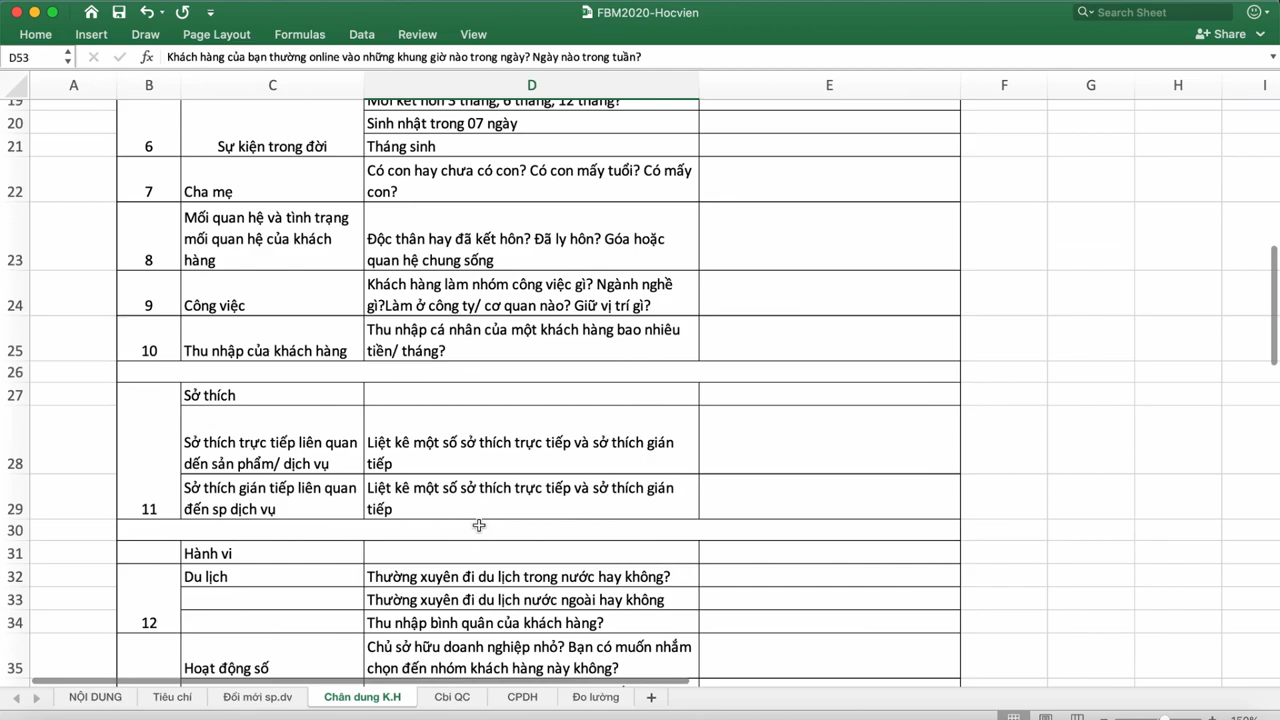 FBM2020-Hocvien
Search Sheet
Home Insert Draw Page Layout Formulas Data Review View Share
D53 fx Khách hàng của bạn thường online vào những khung giờ nào trong ngày? Ngày nào trong tuần?
A B C D E F G H I
19 Mới kết hôn 3 tháng, 6 tháng, 12 tháng?
20 Sinh nhật trong 07 ngày
21 6 Sự kiện trong đời Tháng sinh
Có con hay chưa có con? Có con mấy tuổi? Có mấy
22 7 Cha mẹ con?
Mối quan hệ và tình trạng
mối quan hệ của khách Độc thân hay đã kết hôn? Đã ly hôn? Góa hoặc
23 8 hàng quan hệ chung sống
Khách hàng làm nhóm công việc gì? Ngành nghề
24 9 Công việc gì?Làm ở công ty/ cơ quan nào? Giữ vị trí gì?
Thu nhập cá nhân của một khách hàng bao nhiêu
25 10 Thu nhập của khách hàng tiền/ tháng?
26
27 Sở thích
Sở thích trực tiếp liên quan Liệt kê một số sở thích trực tiếp và sở thích gián
28 dến sản phẩm/ dịch vụ tiếp
Sở thích gián tiếp liên quan Liệt kê một số sở thích trực tiếp và sở thích gián
29 11 đến sp dịch vụ tiếp
30
31 Hành vi
32 Du lịch Thường xuyên đi du lịch trong nước hay không?
33 Thường xuyên đi du lịch nước ngoài hay không
34 12 Thu nhập bình quân của khách hàng?
Chủ sở hữu doanh nghiệp nhỏ? Bạn có muốn nhắm
35 Hoạt động số chọn đến nhóm khách hàng này không?
NỘI DUNG Tiêu chí Đổi mới sp.dv Chân dung K.H Cbi QC CPDH Đo lường